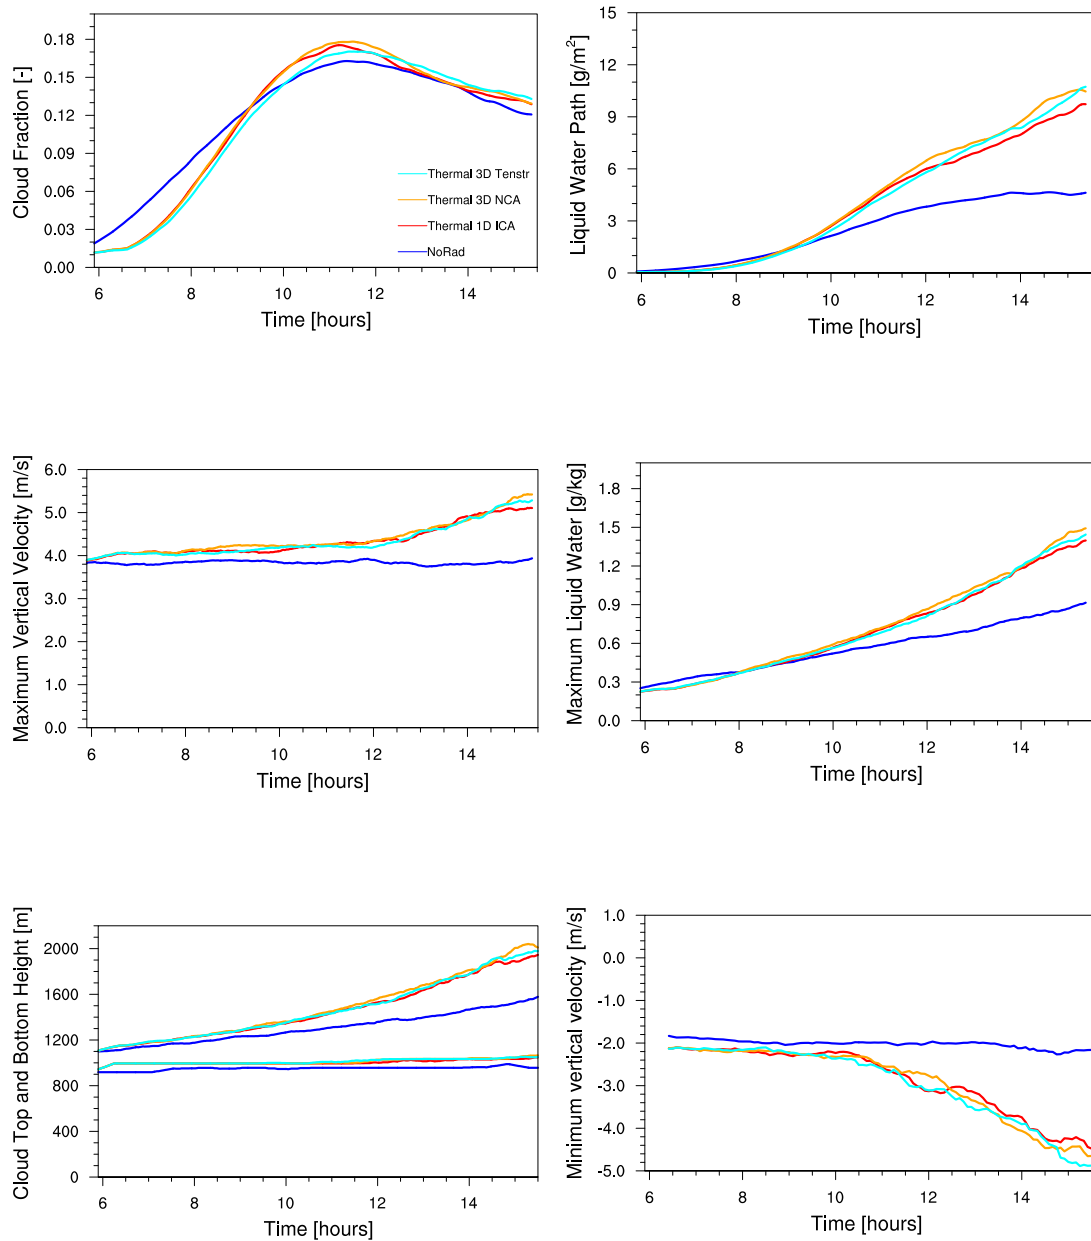 Cloud Fraction [-]
0.18
0.15
0.12
0.09
0.06
0.03
0.00
Thermal 3D Tenstr
Thermal 3D NCA
Thermal 1D ICA
NoRad
6 8 10 12 14
Time [hours]
Liquid Water Path [g/m²]
15
12
9
6
3
0
6 8 10 12 14
Time [hours]
Maximum Vertical Velocity [m/s]
6.0
5.0
4.0
3.0
2.0
1.0
0.0
6 8 10 12 14
Time [hours]
Maximum Liquid Water [g/kg]
1.8
1.5
1.2
0.9
0.6
0.3
0.0
6 8 10 12 14
Time [hours]
Cloud Top and Bottom Height [m]
2000
1600
1200
800
400
0
6 8 10 12 14
Time [hours]
Minimum vertical velocity [m/s]
1.0
0.0
-1.0
-2.0
-3.0
-4.0
-5.0
6 8 10 12 14
Time [hours]